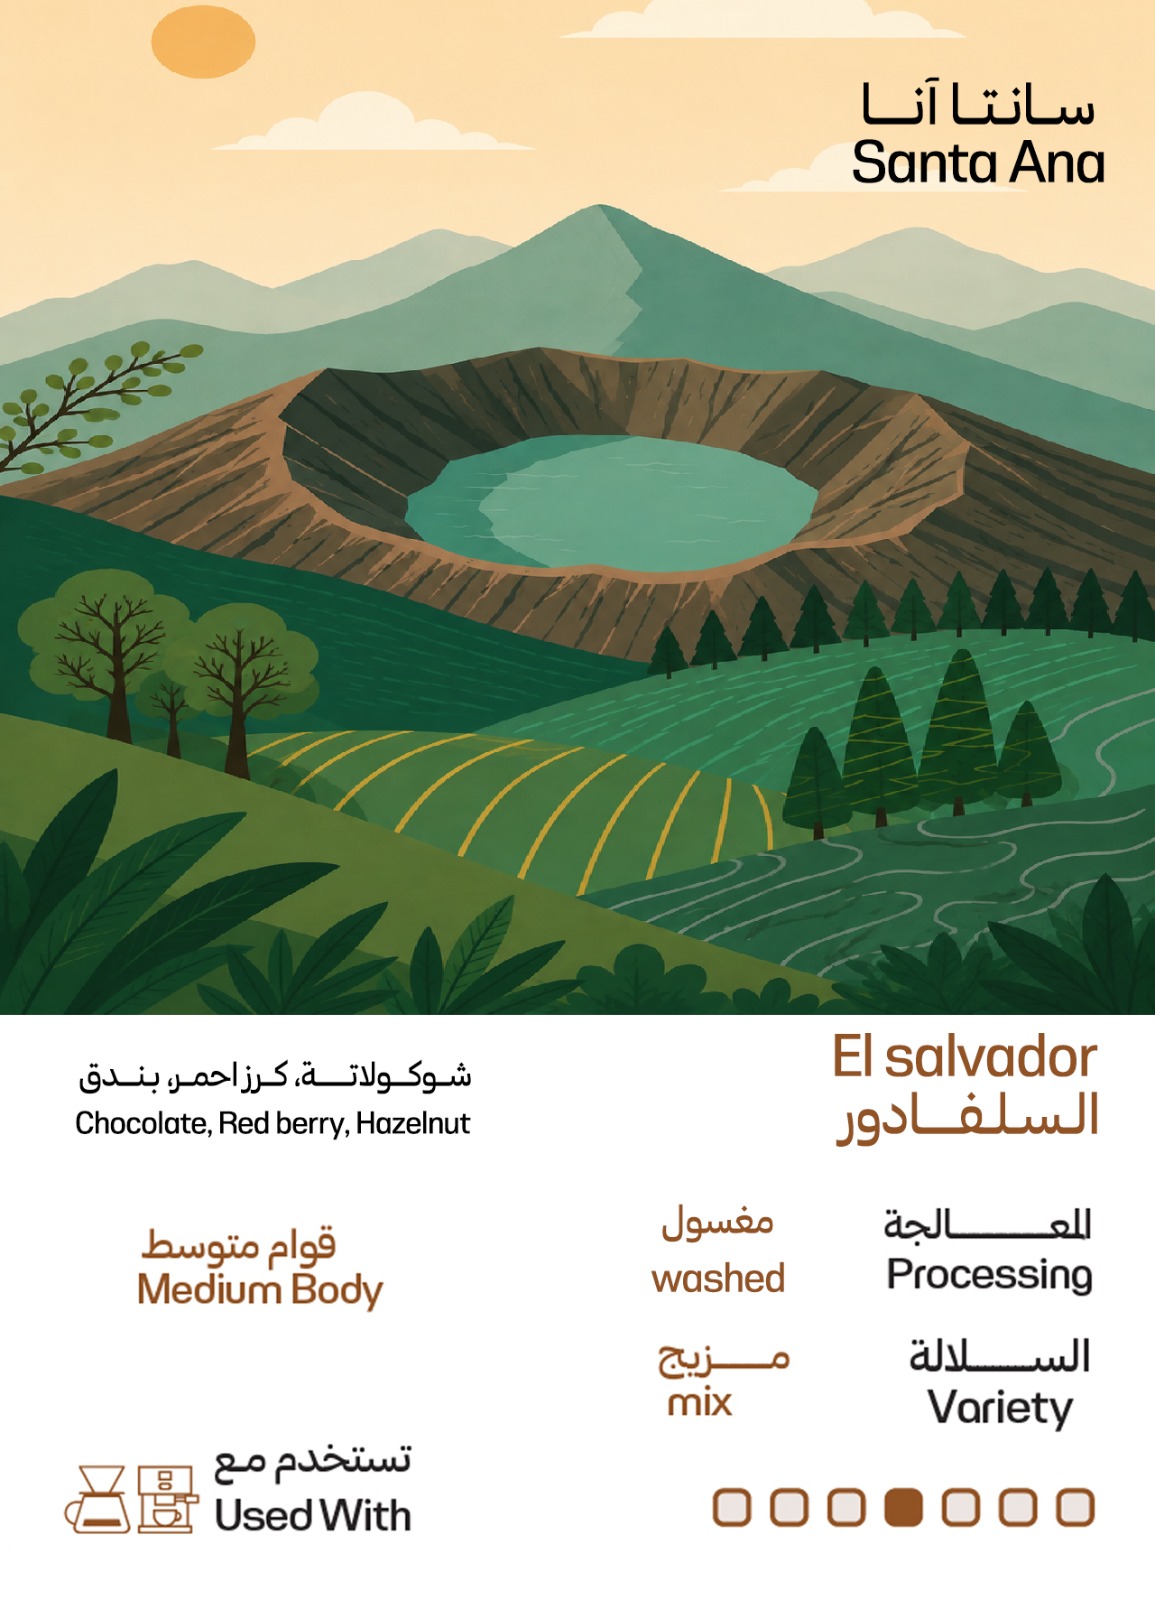 سانتا آنا
Santa Ana
El salvador
السلفادور
شوكولاتة، كرز احمر، بندق
Chocolate, Red berry, Hazelnut
قوام متوسط
Medium Body
المعالجة
Processing
مغسول
washed
السلالة
Variety
مزيج
mix
تستخدم مع
Used With